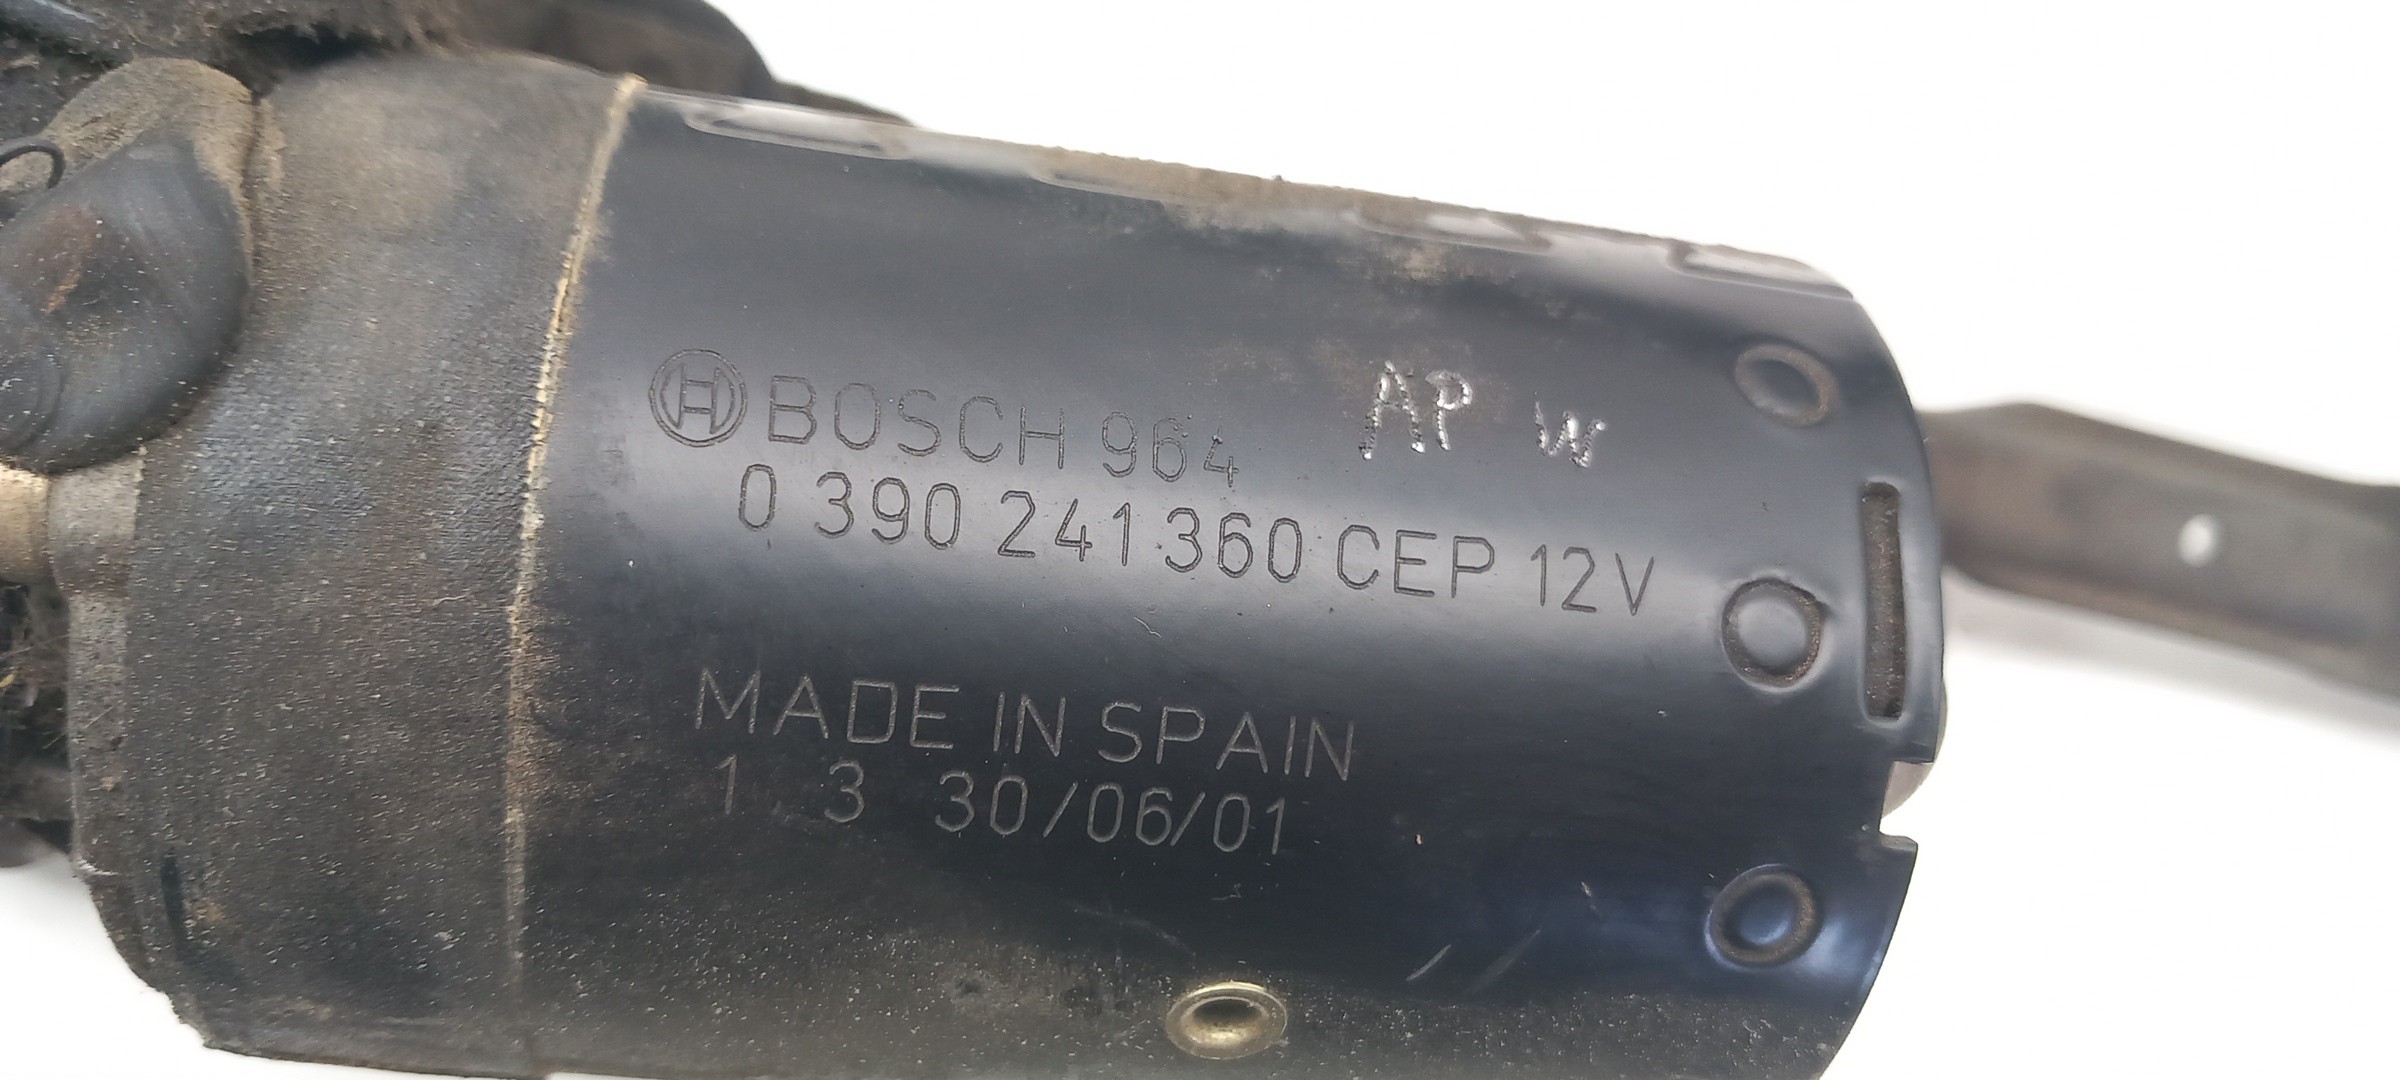 BOSCH 964 AP W
0 390 241 360 CEP 12V
MADE IN SPAIN
1 3 30/06/01